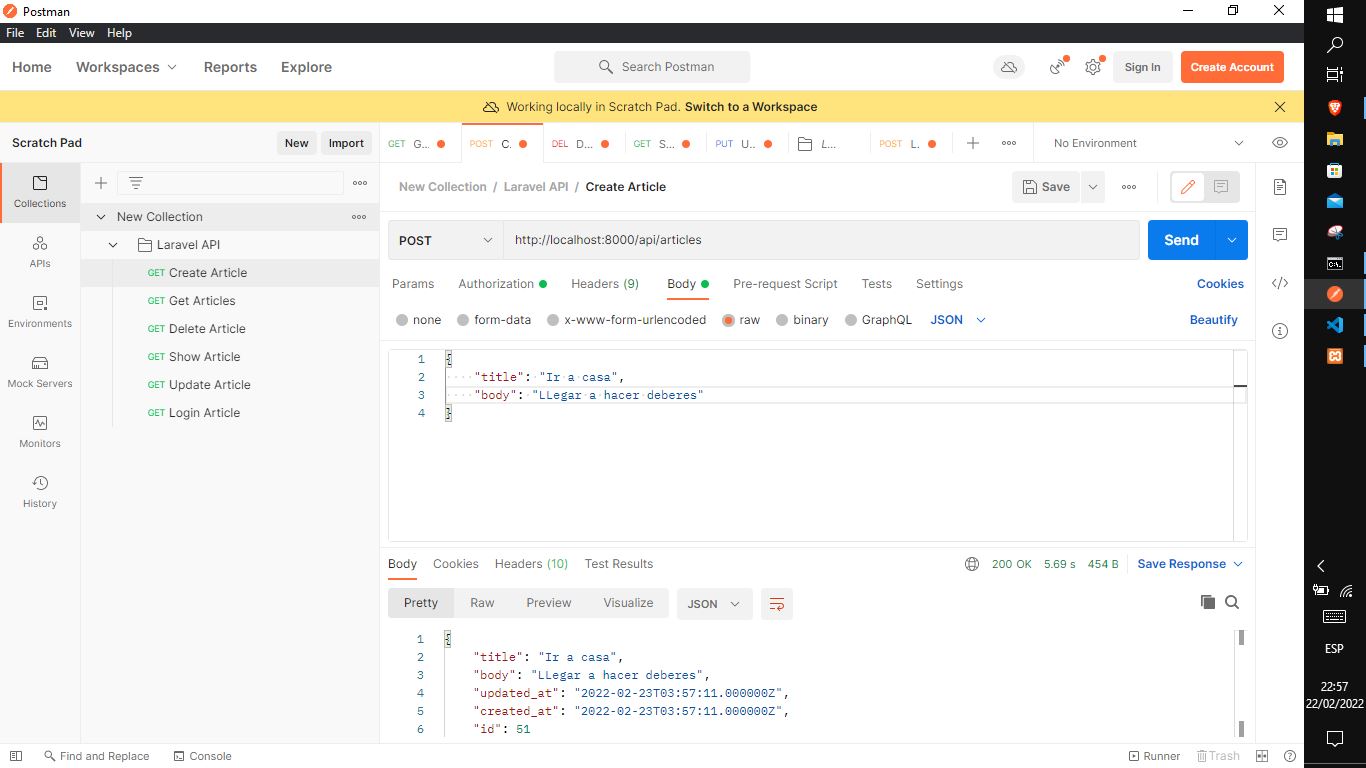 Postman
File Edit View Help
Home Workspaces Reports Explore Search Postman Sign In Create Account
Working locally in Scratch Pad. Switch to a Workspace
Scratch Pad New Import
GET G... POST C. DEL D... GET S... PUT U.. L... POST L. No Environment
Collections
APIs
Environments
Mock Servers
Monitors
History
New Collection
Laravel API
GET Create Article
GET Get Articles
GET Delete Article
GET Show Article
GET Update Article
GET Login Article
New Collection / Laravel API / Create Article Save
POST http://localhost:8000/api/articles Send
Params Authorization Headers (9) Body Pre-request Script Tests Settings Cookies
none form-data x-www-form-urlencoded raw binary GraphQL JSON Beautify
1 {
2 "title": "Ir a casa",
3 "body": "LLegar a hacer deberes"
4 }
Body Cookies Headers (10) Test Results 200 OK 5.69 s 454 B Save Response
Pretty Raw Preview Visualize JSON
1 {
2 "title": "Ir a casa",
3 "body": "LLegar a hacer deberes",
4 "updated_at": "2022-02-23T03:57:11.000000Z",
5 "created_at": "2022-02-23T03:57:11.000000Z",
6 "id": 51
Find and Replace Console Runner Trash
ESP
22:57
22/02/2022